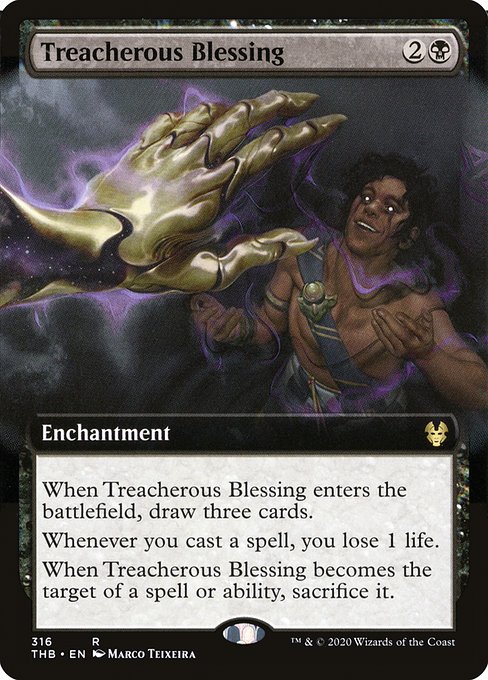 Treacherous Blessing 2
Enchantment
When Treacherous Blessing enters the
battlefield, draw three cards.
Whenever you cast a spell, you lose 1 life.
When Treacherous Blessing becomes the
target of a spell or ability, sacrifice it.
316 R
THB • EN Marco Teixeira
™ & © 2020 Wizards of the Coast